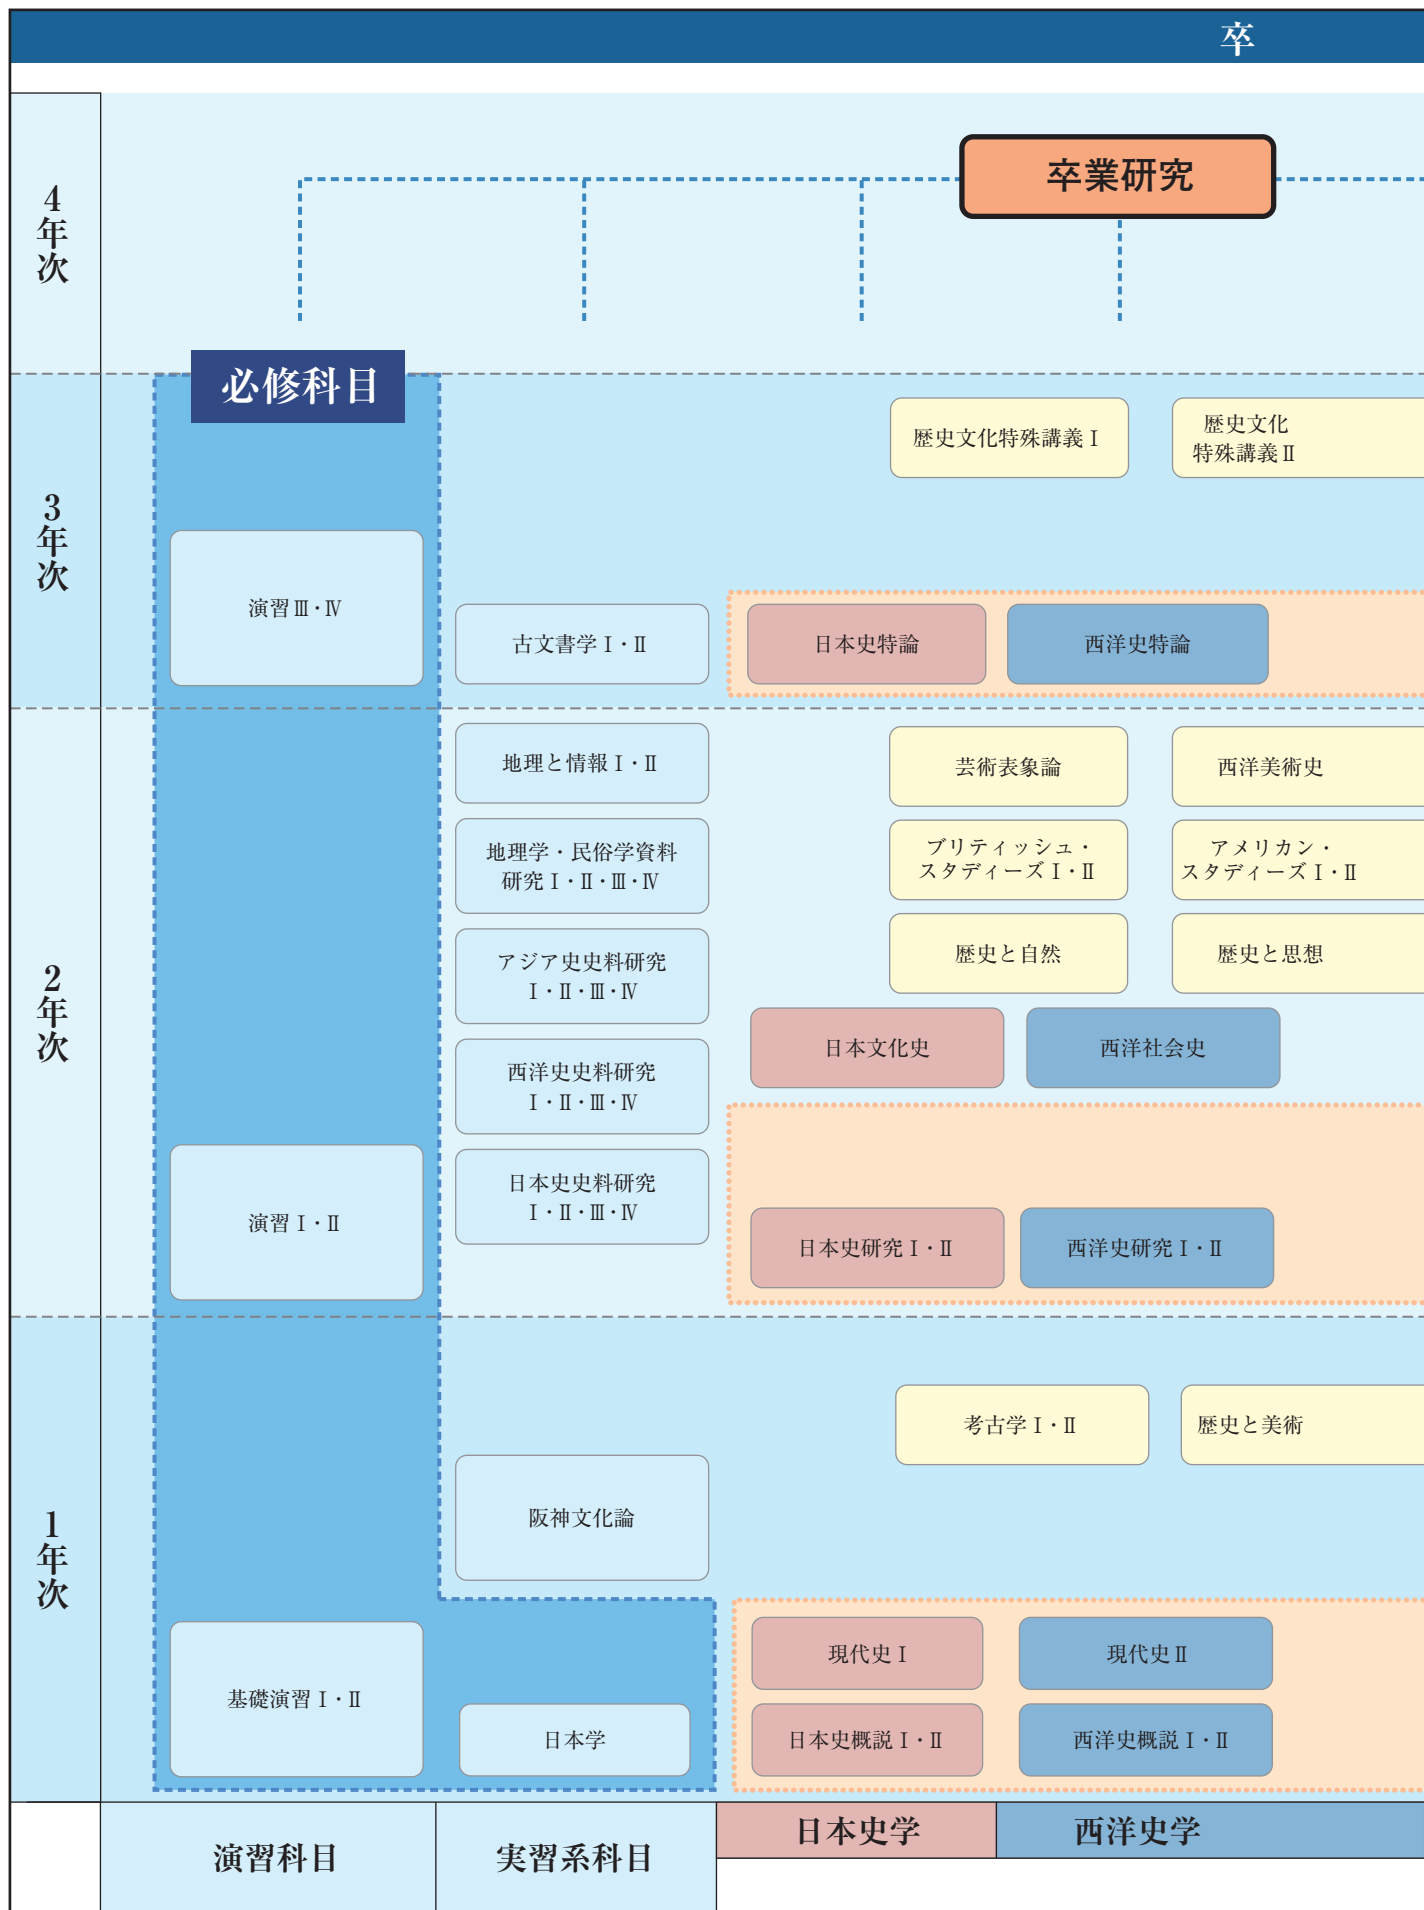 卒
4年次
卒業研究
必修科目
3年次
歴史文化特殊講義Ⅰ
歴史文化
特殊講義Ⅱ
演習Ⅲ・Ⅳ
古文書学Ⅰ・Ⅱ
日本史特論
西洋史特論
2年次
地理と情報Ⅰ・Ⅱ
芸術表象論
西洋美術史
地理学・民俗学資料
研究Ⅰ・Ⅱ・Ⅲ・Ⅳ
ブリティッシュ・
スタディーズⅠ・Ⅱ
アメリカン・
スタディーズⅠ・Ⅱ
アジア史史料研究
Ⅰ・Ⅱ・Ⅲ・Ⅳ
歴史と自然
歴史と思想
西洋史史料研究
Ⅰ・Ⅱ・Ⅲ・Ⅳ
日本文化史
西洋社会史
日本史史料研究
Ⅰ・Ⅱ・Ⅲ・Ⅳ
演習Ⅰ・Ⅱ
日本史研究Ⅰ・Ⅱ
西洋史研究Ⅰ・Ⅱ
1年次
考古学Ⅰ・Ⅱ
歴史と美術
阪神文化論
基礎演習Ⅰ・Ⅱ
日本学
現代史Ⅰ
現代史Ⅱ
日本史概説Ⅰ・Ⅱ
西洋史概説Ⅰ・Ⅱ
演習科目
実習系科目
日本史学
西洋史学